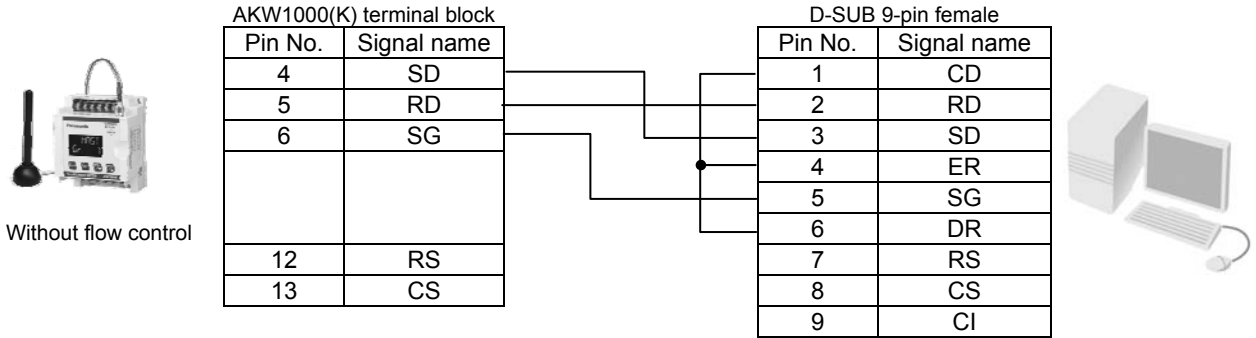 AKW1000(K) terminal block
Pin No. Signal name
4 SD
5 RD
6 SG
12 RS
13 CS
D-SUB 9-pin female
Pin No. Signal name
1 CD
2 RD
3 SD
4 ER
5 SG
6 DR
7 RS
8 CS
9 CI
Without flow control